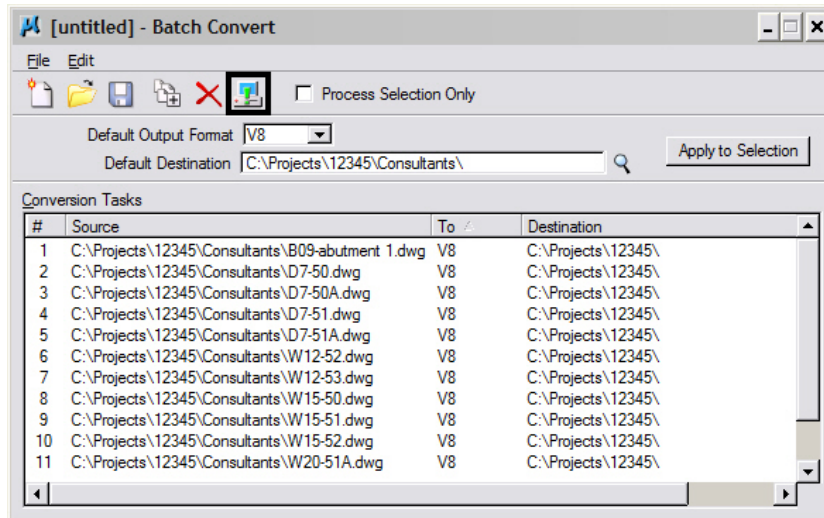 [untitled] - Batch Convert
File Edit
Process Selection Only
Default Output Format V8
Default Destination C:\Projects\12345\Consultants\
Apply to Selection
Conversion Tasks
# Source To Destination
1 C:\Projects\12345\Consultants\B09-abutment 1.dwg V8 C:\Projects\12345\
2 C:\Projects\12345\Consultants\D7-50.dwg V8 C:\Projects\12345\
3 C:\Projects\12345\Consultants\D7-50A.dwg V8 C:\Projects\12345\
4 C:\Projects\12345\Consultants\D7-51.dwg V8 C:\Projects\12345\
5 C:\Projects\12345\Consultants\D7-51A.dwg V8 C:\Projects\12345\
6 C:\Projects\12345\Consultants\W12-52.dwg V8 C:\Projects\12345\
7 C:\Projects\12345\Consultants\W12-53.dwg V8 C:\Projects\12345\
8 C:\Projects\12345\Consultants\W15-50.dwg V8 C:\Projects\12345\
9 C:\Projects\12345\Consultants\W15-51.dwg V8 C:\Projects\12345\
10 C:\Projects\12345\Consultants\W15-52.dwg V8 C:\Projects\12345\
11 C:\Projects\12345\Consultants\W20-51A.dwg V8 C:\Projects\12345\